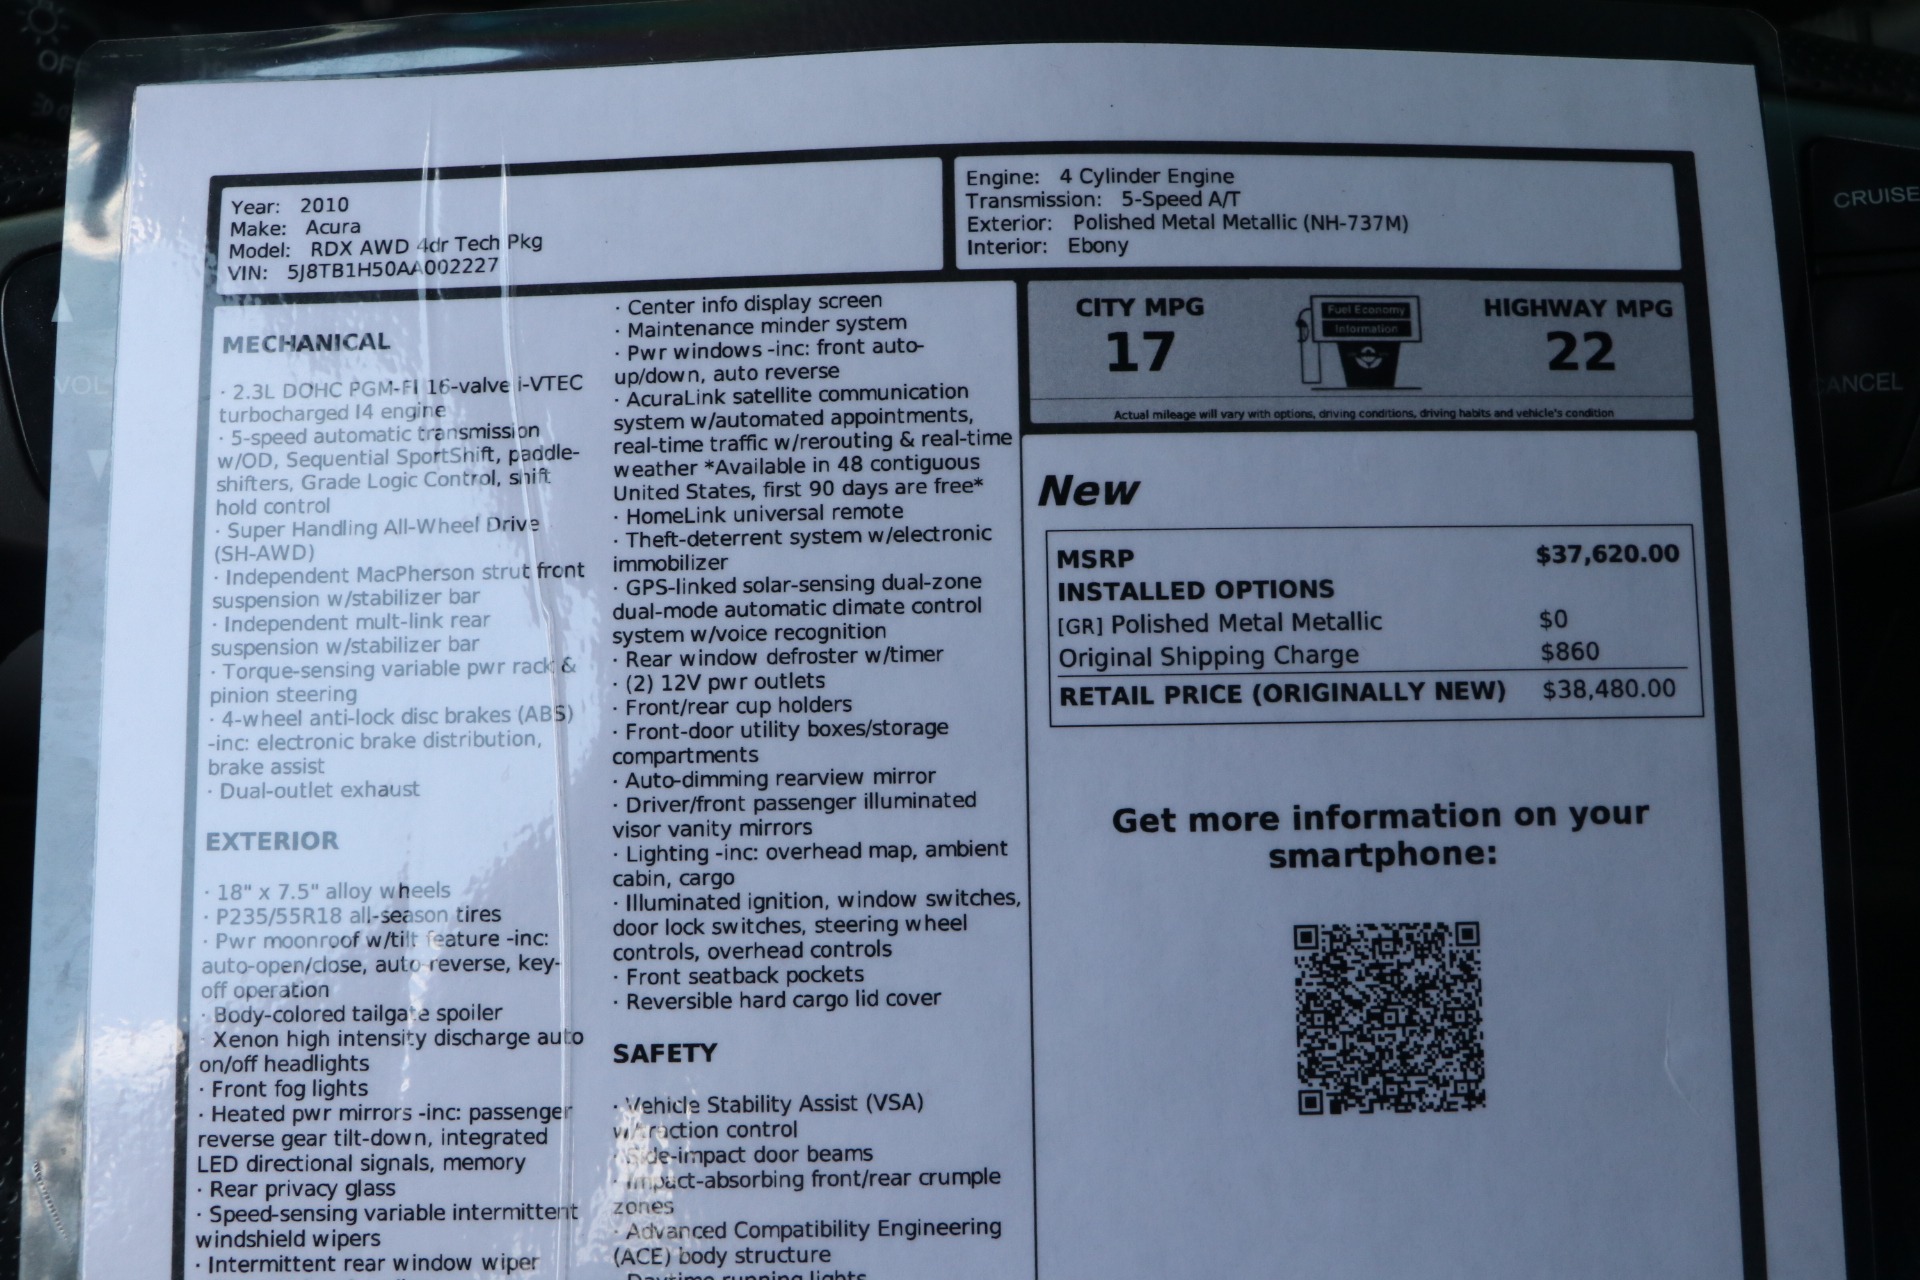 OFF
VOL
CRUISE
CANCEL
Year: 2010
Make: Acura
Model: RDX AWD 4dr Tech Pkg
VIN: 5J8TB1H50AA002227
Engine: 4 Cylinder Engine
Transmission: 5-Speed A/T
Exterior: Polished Metal Metallic (NH-737M)
Interior: Ebony
MECHANICAL
· 2.3L DOHC PGM-FI 16-valve i-VTEC
turbocharged I4 engine
· 5-speed automatic transmission
w/OD, Sequential SportShift, paddle-
shifters, Grade Logic Control, shift
hold control
· Super Handling All-Wheel Drive
(SH-AWD)
· Independent MacPherson strut front
suspension w/stabilizer bar
· Independent mult-link rear
suspension w/stabilizer bar
· Torque-sensing variable pwr rack &
pinion steering
· 4-wheel anti-lock disc brakes (ABS)
-inc: electronic brake distribution,
brake assist
· Dual-outlet exhaust
EXTERIOR
· 18" x 7.5" alloy wheels
· P235/55R18 all-season tires
· Pwr moonroof w/tilt feature -inc:
auto-open/close, auto-reverse, key-
off operation
· Body-colored tailgate spoiler
· Xenon high intensity discharge auto
on/off headlights
· Front fog lights
· Heated pwr mirrors -inc: passenger
reverse gear tilt-down, integrated
LED directional signals, memory
· Rear privacy glass
· Speed-sensing variable intermittent
windshield wipers
· Intermittent rear window wiper
· Center info display screen
· Maintenance minder system
· Pwr windows -inc: front auto-
up/down, auto reverse
· AcuraLink satellite communication
system w/automated appointments,
real-time traffic w/rerouting & real-time
weather *Available in 48 contiguous
United States, first 90 days are free*
· HomeLink universal remote
· Theft-deterrent system w/electronic
immobilizer
· GPS-linked solar-sensing dual-zone
dual-mode automatic climate control
system w/voice recognition
· Rear window defroster w/timer
· (2) 12V pwr outlets
· Front/rear cup holders
· Front-door utility boxes/storage
compartments
· Auto-dimming rearview mirror
· Driver/front passenger illuminated
visor vanity mirrors
· Lighting -inc: overhead map, ambient
cabin, cargo
· Illuminated ignition, window switches,
door lock switches, steering wheel
controls, overhead controls
· Front seatback pockets
· Reversible hard cargo lid cover
SAFETY
· Vehicle Stability Assist (VSA)
w/traction control
· Side-impact door beams
· Impact-absorbing front/rear crumple
zones
· Advanced Compatibility Engineering
(ACE) body structure
· Daytime running lights
CITY MPG
17
Fuel Economy
Information
HIGHWAY MPG
22
Actual mileage will vary with options, driving conditions, driving habits and vehicle's condition
New
MSRP $37,620.00
INSTALLED OPTIONS
[GR] Polished Metal Metallic $0
Original Shipping Charge $860
RETAIL PRICE (ORIGINALLY NEW) $38,480.00
Get more information on your
smartphone: